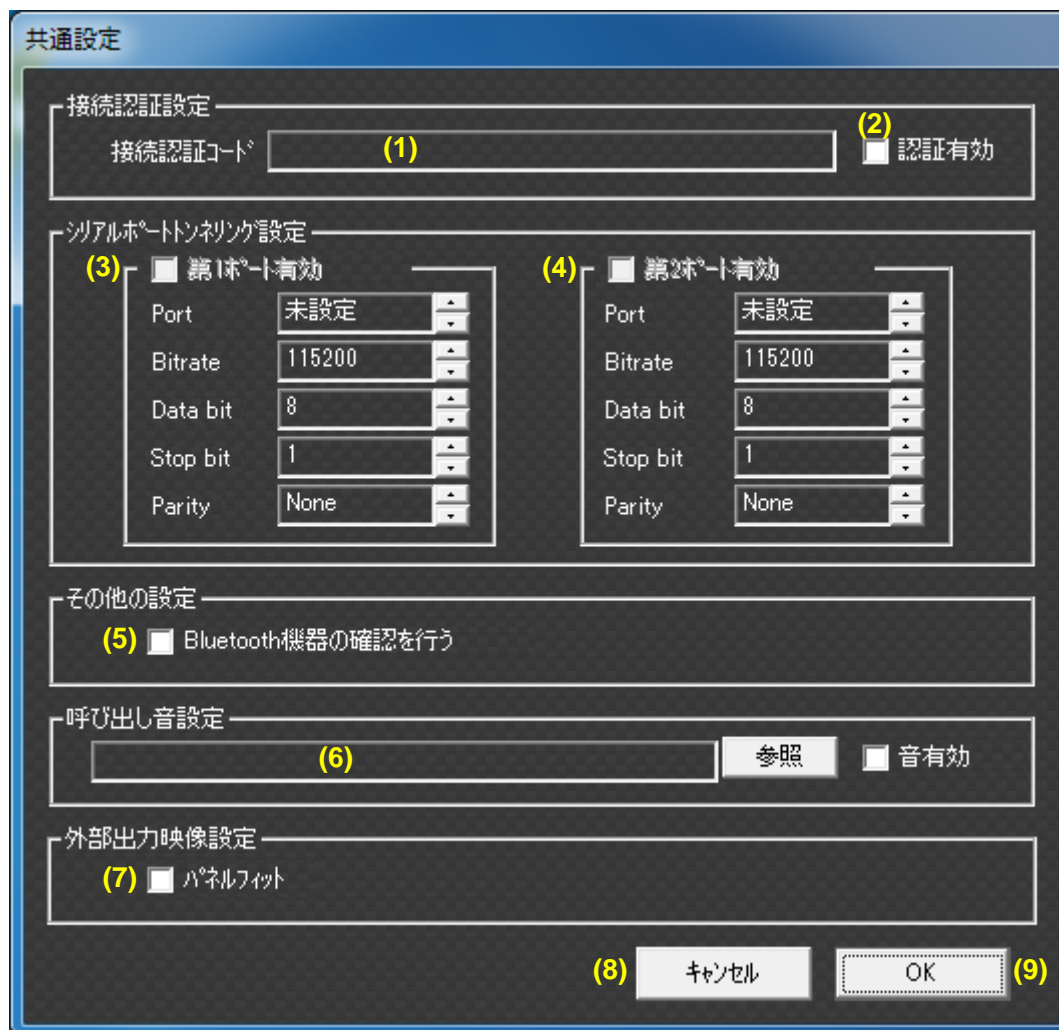 共通設定
接続認証設定
接続認証ｺｰﾄﾞ (1) (2) 認証有効
ｼﾘｱﾙﾎﾟｰﾄﾄﾝﾈﾘﾝｸﾞ設定
(3) 第1ﾎﾟｰﾄ有効
Port 未設定
Bitrate 115200
Data bit 8
Stop bit 1
Parity None
(4) 第2ﾎﾟｰﾄ有効
Port 未設定
Bitrate 115200
Data bit 8
Stop bit 1
Parity None
その他の設定
(5) Bluetooth機器の確認を行う
呼び出し音設定
(6) 参照 音有効
外部出力映像設定
(7) ﾊﾟﾈﾙﾌｨｯﾄ
(8) ｷｬﾝｾﾙ OK (9)